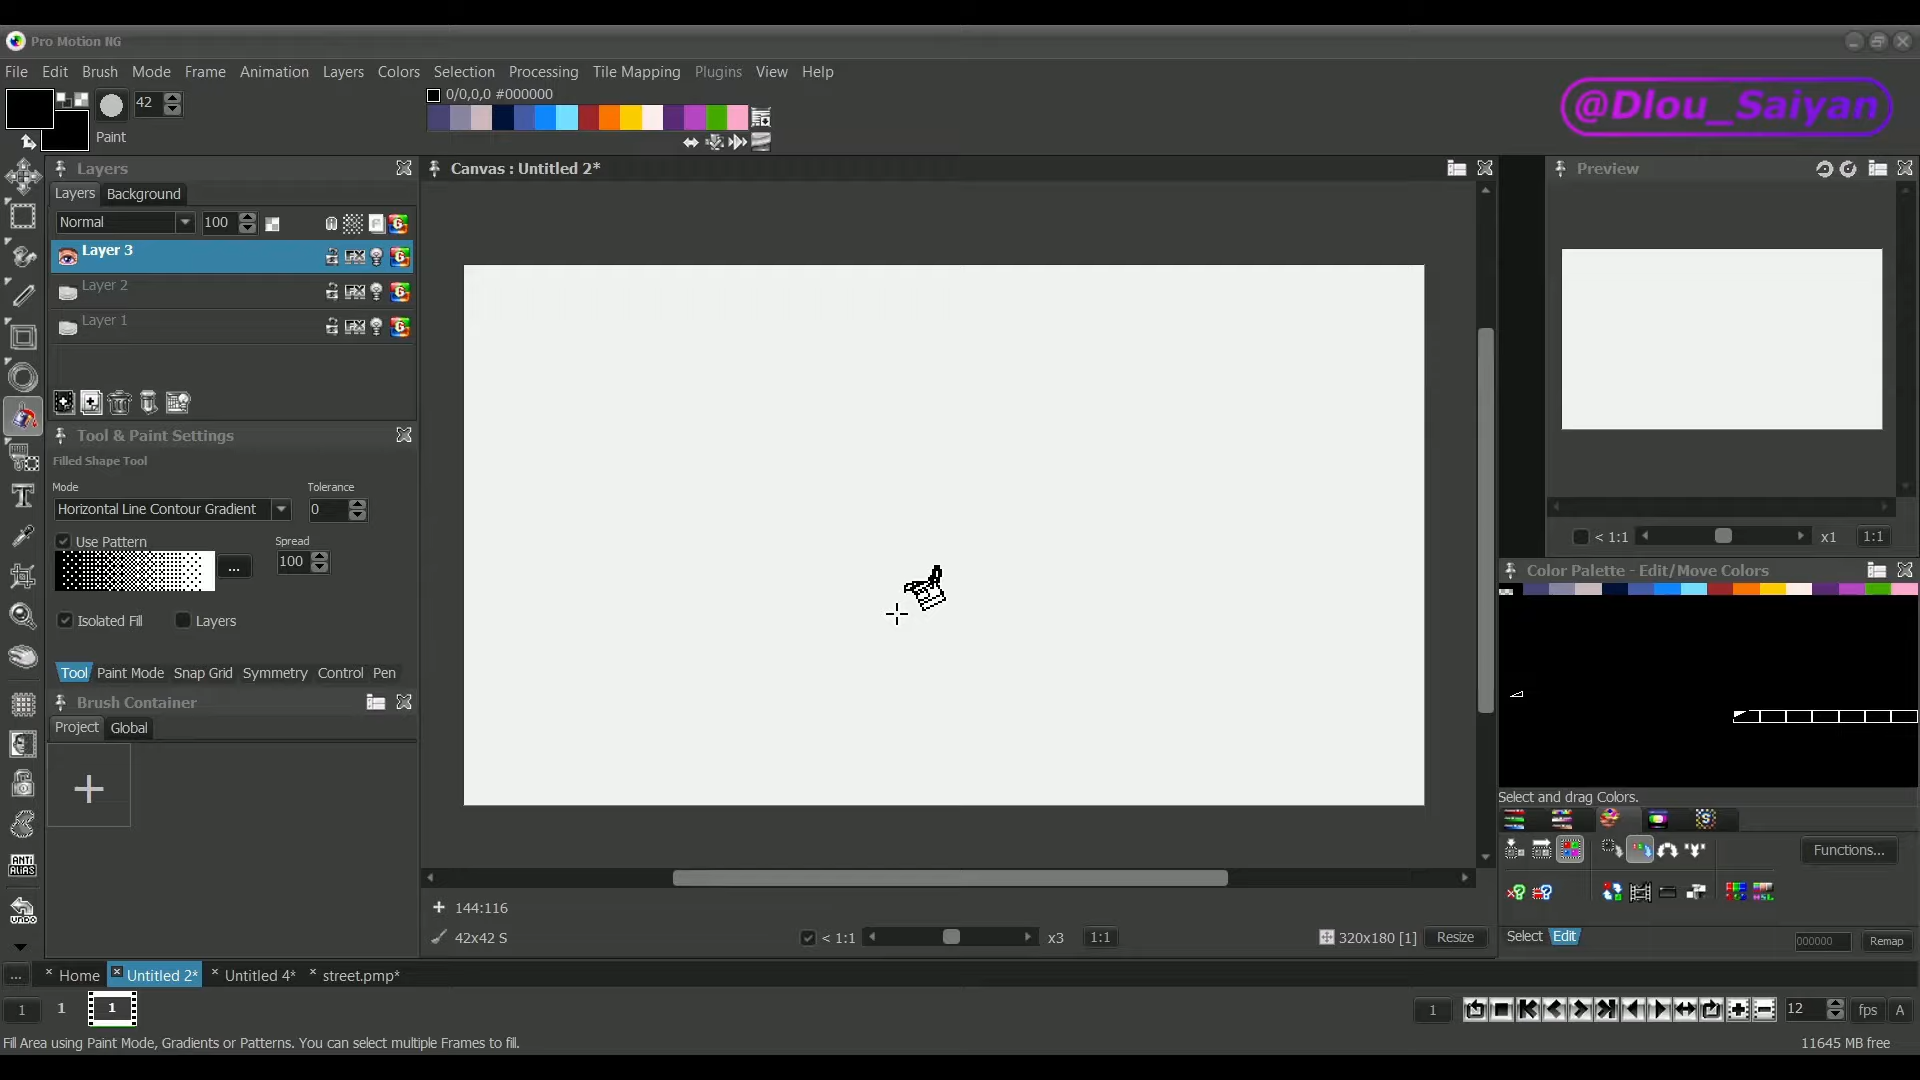 Pro Motion NG
File Edit Brush Mode Frame Animation Layers Colors Selection Processing Tile Mapping Plugins View Help
0/0,0,0 #000000
42
@Dlou_Saiyan
Paint
Layers
Canvas : Untitled 2*
Preview
Layers Background
Normal 100
Layer 3
Layer 2
Layer 1
Tool & Paint Settings
Filled Shape Tool
Mode Tolerance
Horizontal Line Contour Gradient 0
Use Pattern Spread
... 100
Isolated Fill Layers
Tool Paint Mode Snap Grid Symmetry Control Pen
Brush Container
Project Global
ANTI
ALIAS
UNDO
< 1:1 x1 1:1
Color Palette - Edit/Move Colors
Select and drag Colors.
Functions...
Select Edit 000000 Remap
144:116
42x42 S < 1:1 x3 1:1 320x180 [1] Resize
... Home Untitled 2* Untitled 4* street.pmp*
1 1 1 1 12 fps A
Fill Area using Paint Mode, Gradients or Patterns. You can select multiple Frames to fill. 11645 MB free